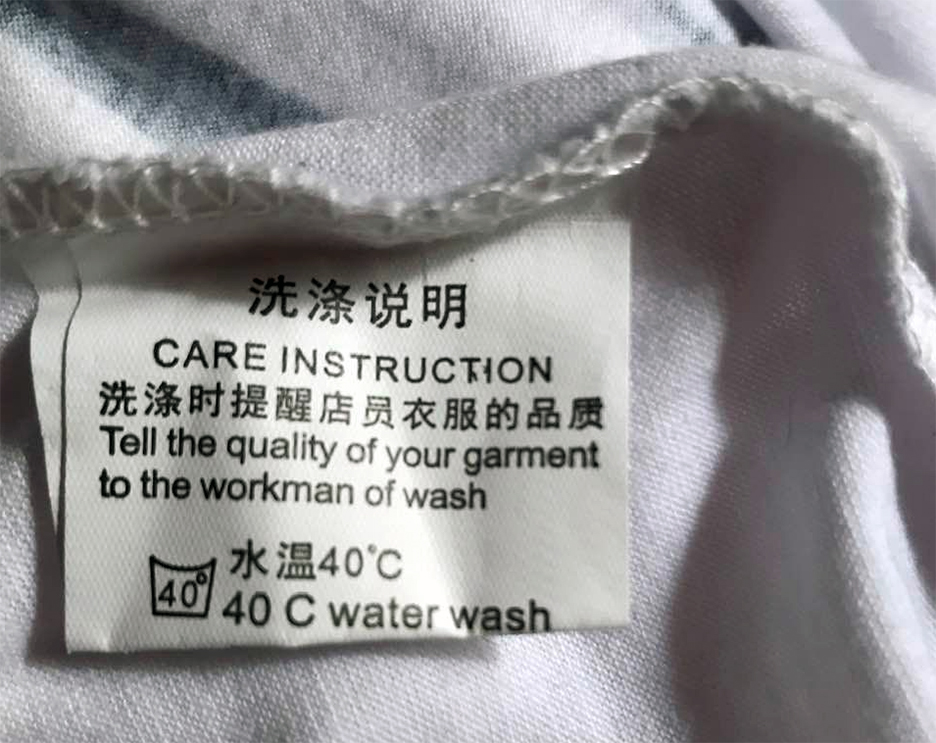 洗涤说明
CARE INSTRUCTION
洗涤时提醒店员衣服的品质
Tell the quality of your garment
to the workman of wash
水温40°C
40°
40 C water wash